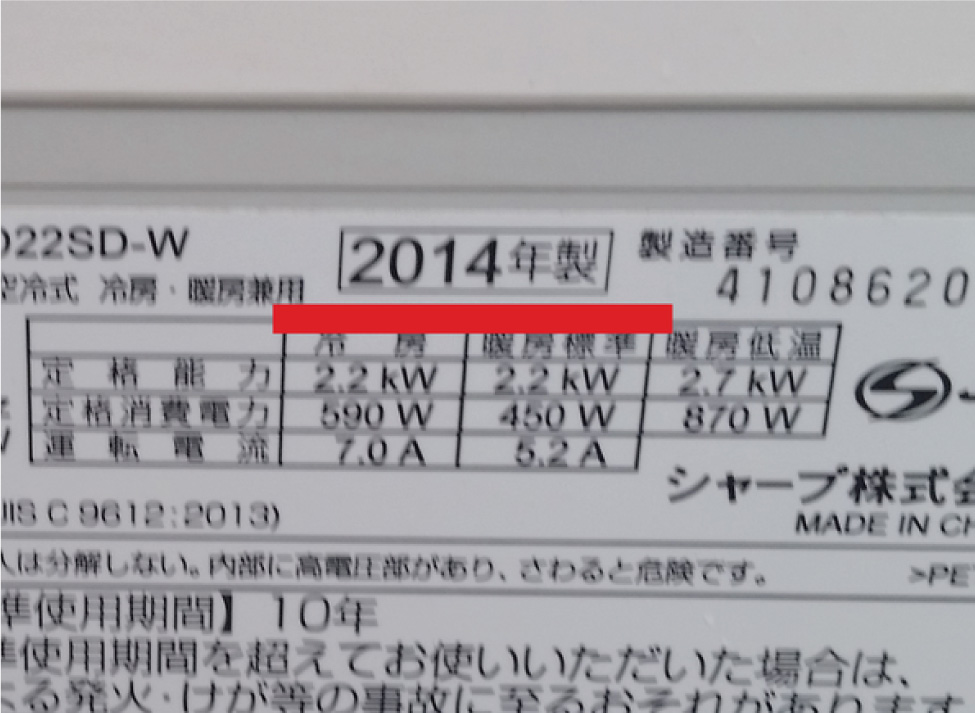 D22SD-W 2014年製 製造番号
空冷式 冷房・暖房兼用 4108620
冷房 暖房標準 暖房低温
定格能力 2.2 kW 2.2 kW 2.7 kW
定格消費電力 590 W 450 W 870 W
運転電流 7.0 A 5.2 A
シャープ株式会
(JIS C 9612:2013) MADE IN CH
人は分解しない。内部に高電圧部があり、さわると危険です。 >PE
準使用期間】 10年
準使用期間を超えてお使いいただいた場合は、
よる発火・けが等の事故に至るおそれがあります